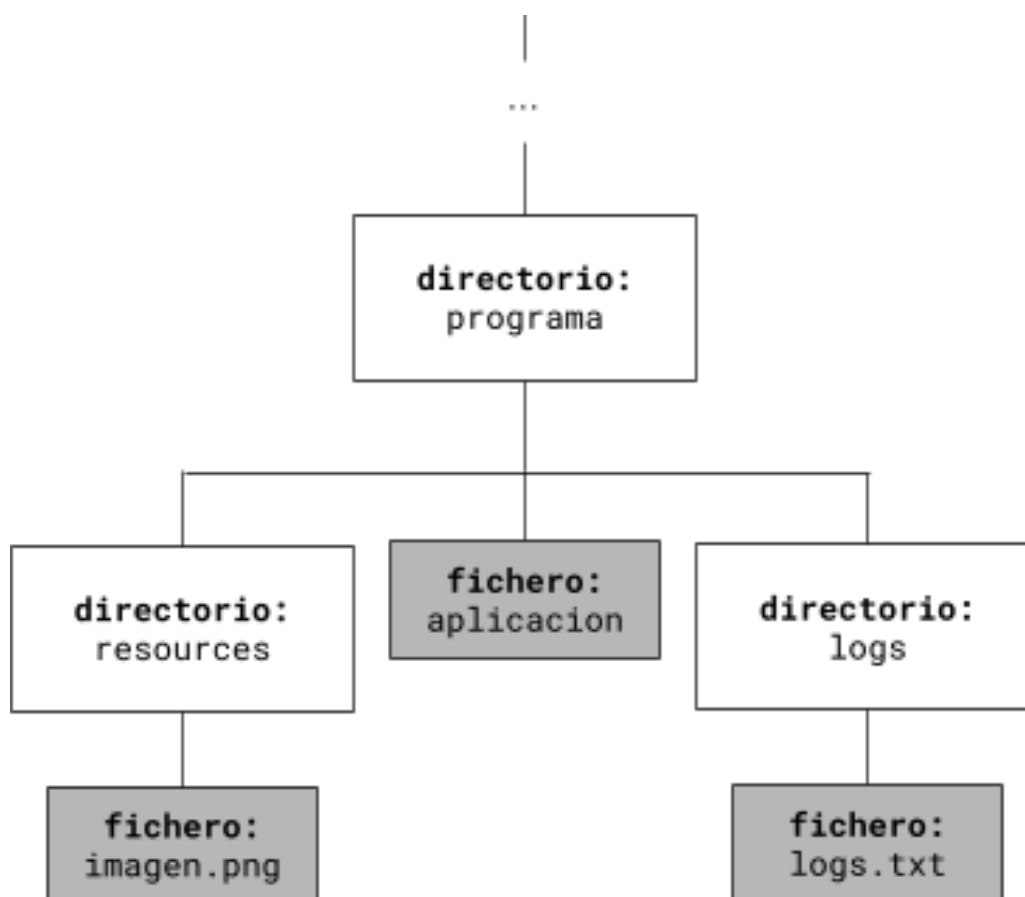 ...
directorio:
programa
directorio:
resources
fichero:
aplicacion
directorio:
logs
fichero:
imagen.png
fichero:
logs.txt